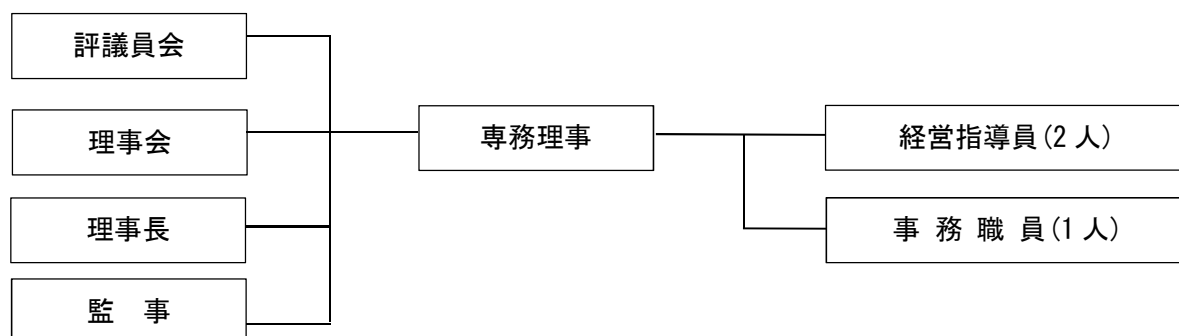 評議員会
理事会
専務理事
経営指導員(2 人)
理事長
事 務 職 員(1 人)
監　事